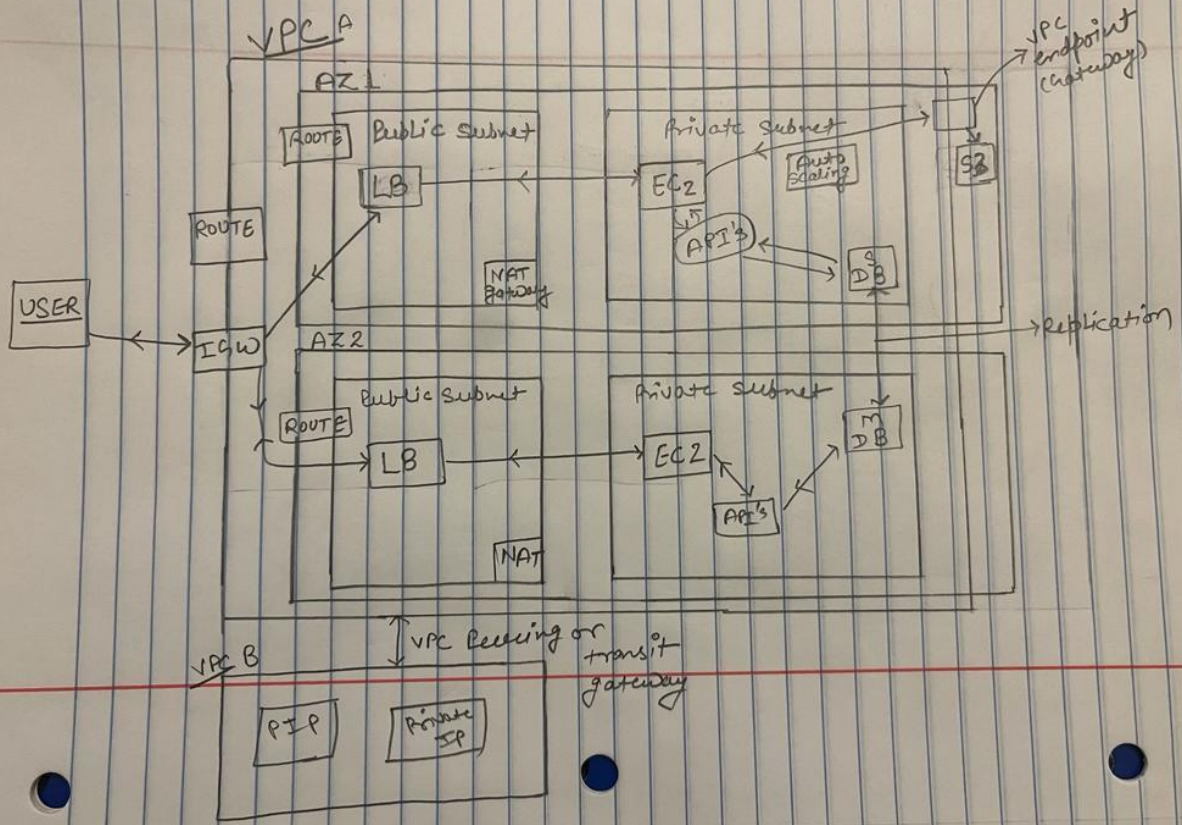 VPC A
VPC
endpoint
(Gateway)
AZ1
ROUTE
Public Subnet
Private Subnet
LB
EC2
Auto
Scaling
S3
API's
ROUTE
NAT
gateway
S
DB
USER
IGW
Replication
AZ2
Public Subnet
Private Subnet
ROUTE
LB
EC2
M
DB
API's
NAT
VPC Peering or
transit
gateway
VPC B
PIP
Private
IP